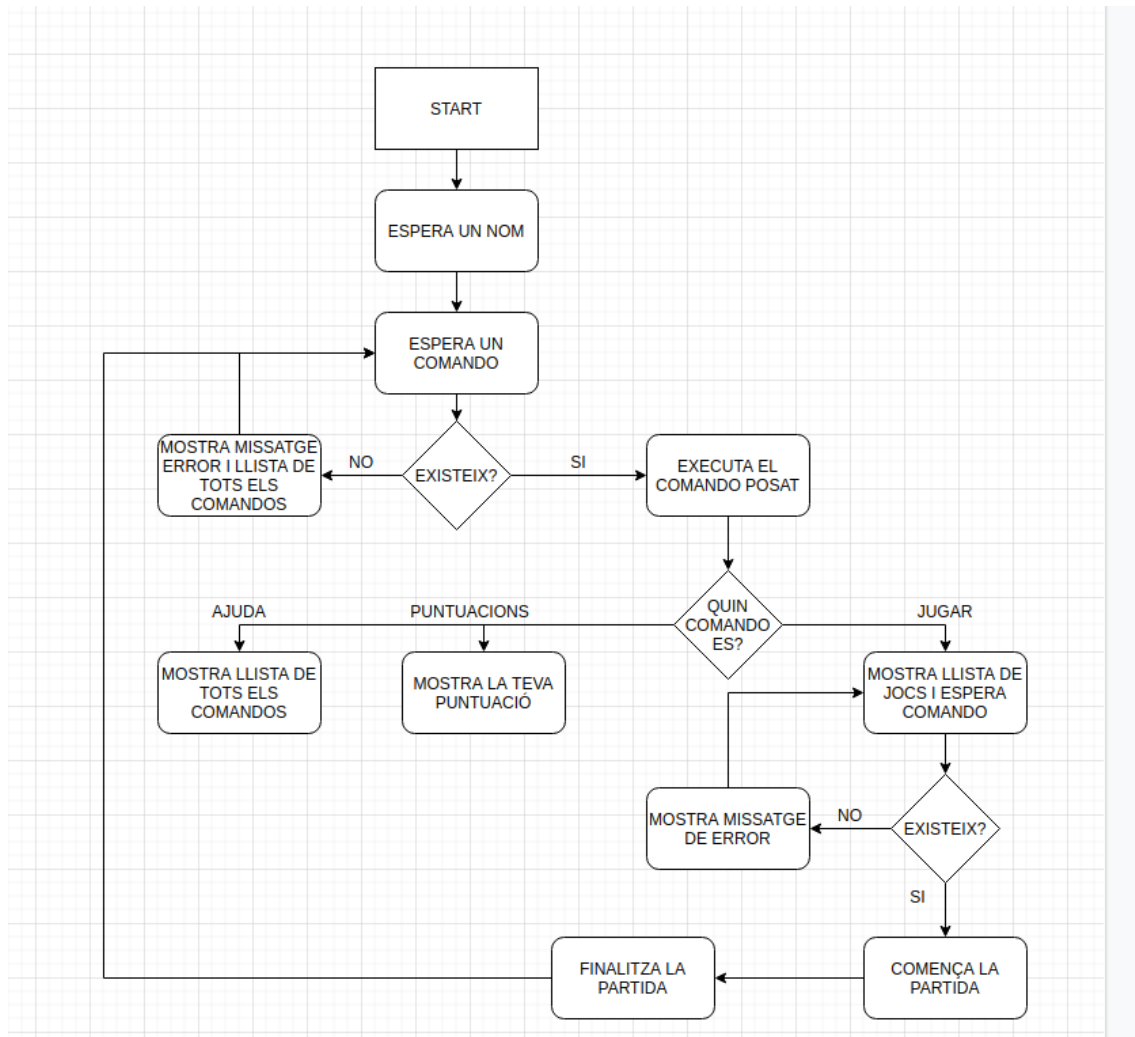 START
ESPERA UN NOM
ESPERA UN
COMANDO
MOSTRA MISSATGE
ERROR I LLISTA DE
TOTS ELS
COMANDOS
NO
EXISTEIX?
SI
EXECUTA EL
COMANDO POSAT
AJUDA
PUNTUACIONS
QUIN
COMANDO
ES?
JUGAR
MOSTRA LLISTA DE
TOTS ELS
COMANDOS
MOSTRA LA TEVA
PUNTUACIÓ
MOSTRA LLISTA DE
JOCS I ESPERA
COMANDO
MOSTRA MISSATGE
DE ERROR
NO
EXISTEIX?
SI
FINALITZA LA
PARTIDA
COMENÇA LA
PARTIDA